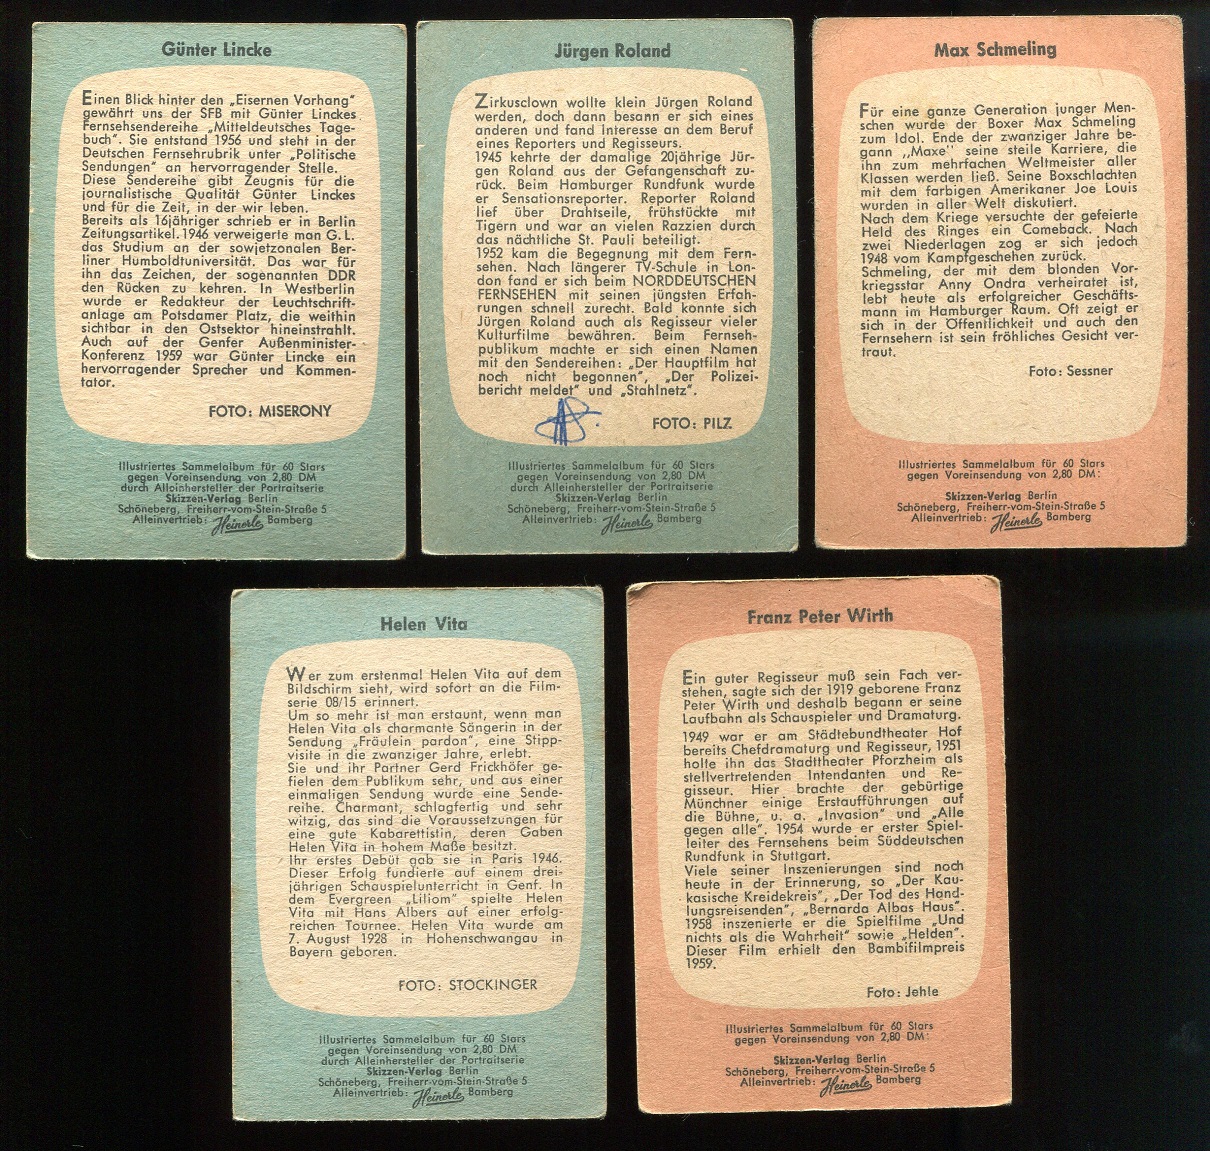 Günter Lincke
Einen Blick hinter den „Eisernen Vorhang"
gewährt uns der SFB mit Günter Linckes
Fernsehsendereihe „Mitteldeutsches Tage-
buch". Sie entstand 1956 und steht in der
Deutschen Fernsehrubrik unter „Politische
Sendungen" an hervorragender Stelle.
Diese Sendereihe gibt Zeugnis für die
journalistische Qualität Günter Linckes
und für die Zeit, in der wir leben.
Bereits als 16jähriger schrieb er in Berlin
Zeitungsartikel. 1946 verweigerte man G. L.
das Studium an der sowjetzonalen Ber-
liner Humboldtuniversität. Das war für
ihn das Zeichen, der sogenannten DDR
den Rücken zu kehren. In Westberlin
wurde er Redakteur der Leuchtschrift-
anlage am Potsdamer Platz, die weithin
sichtbar in den Ostsektor hineinstrahlt.
Auch auf der Genfer Außenminister-
Konferenz 1959 war Günter Lincke ein
hervorragender Sprecher und Kommen-
tator.
FOTO: MISERONY
Illustriertes Sammelalbum für 60 Stars
gegen Voreinsendung von 2,80 DM
durch Alleinhersteller der Portraitserie
Skizzen-Verlag Berlin
Schöneberg, Freiherr-vom-Stein-Straße 5
Alleinvertrieb: Heinerle Bamberg
Jürgen Roland
Zirkusclown wollte klein Jürgen Roland
werden, doch dann besann er sich eines
anderen und fand Interesse an dem Beruf
eines Reporters und Regisseurs.
1945 kehrte der damalige 20jährige Jür-
gen Roland aus der Gefangenschaft zu-
rück. Beim Hamburger Rundfunk wurde
er Sensationsreporter. Reporter Roland
lief über Drahtseile, frühstückte mit
Tigern und war an vielen Razzien durch
das nächtliche St. Pauli beteiligt.
1952 kam die Begegnung mit dem Fern-
sehen. Nach längerer TV-Schule in Lon-
don fand er sich beim NORDDEUTSCHEN
FERNSEHEN mit seinen jüngsten Erfah-
rungen schnell zurecht. Bald konnte sich
Jürgen Roland auch als Regisseur vieler
Kulturfilme bewähren. Beim Fernseh-
publikum machte er sich einen Namen
mit den Sendereihen: „Der Hauptfilm hat
noch nicht begonnen", „Der Polizei-
bericht meldet" und „Stahlnetz".
FOTO: PILZ
Illustriertes Sammelalbum für 60 Stars
gegen Voreinsendung von 2,80 DM
durch Alleinhersteller der Portraitserie
Skizzen-Verlag Berlin
Schöneberg, Freiherr-vom-Stein-Straße 5
Alleinvertrieb: Heinerle Bamberg
Max Schmeling
Für eine ganze Generation junger Men-
schen wurde der Boxer Max Schmeling
zum Idol. Ende der zwanziger Jahre be-
gann ,,Maxe" seine steile Karriere, die
ihn zum mehrfachen Weltmeister aller
Klassen werden ließ. Seine Boxschlachten
mit dem farbigen Amerikaner Joe Louis
wurden in aller Welt diskutiert.
Nach dem Kriege versuchte der gefeierte
Held des Ringes ein Comeback. Nach
zwei Niederlagen zog er sich jedoch
1948 vom Kampfgeschehen zurück.
Schmeling, der mit dem blonden Vor-
kriegsstar Anny Ondra verheiratet ist,
lebt heute als erfolgreicher Geschäfts-
mann im Hamburger Raum. Oft zeigt er
sich in der Öffentlichkeit und auch den
Fernsehern ist sein fröhliches Gesicht ver-
traut.
Foto: Sessner
Illustriertes Sammelalbum für 60 Stars
gegen Voreinsendung von 2,80 DM:
Skizzen-Verlag Berlin
Schöneberg, Freiherr-vom-Stein-Straße 5
Alleinvertrieb: Heinerle Bamberg
Helen Vita
Wer zum erstenmal Helen Vita auf dem
Bildschirm sieht, wird sofort an die Film-
serie 08/15 erinnert.
Um so mehr ist man erstaunt, wenn man
Helen Vita als charmante Sängerin in der
Sendung „Fräulein pardon", eine Stipp-
visite in die zwanziger Jahre, erlebt.
Sie und ihr Partner Gerd Frickhöfer ge-
fielen dem Publikum sehr, und aus einer
einmaligen Sendung wurde eine Sende-
reihe. Charmant, schlagfertig und sehr
witzig, das sind die Voraussetzungen für
eine gute Kabarettistin, deren Gaben
Helen Vita in hohem Maße besitzt.
Ihr erstes Debüt gab sie in Paris 1946.
Dieser Erfolg fundierte auf einem drei-
jährigen Schauspielunterricht in Genf. In
dem Evergreen „Liliom" spielte Helen
Vita mit Hans Albers auf einer erfolg-
reichen Tournee. Helen Vita wurde am
7. August 1928 in Hohenschwangau in
Bayern geboren.
FOTO: STOCKINGER
Illustriertes Sammelalbum für 60 Stars
gegen Voreinsendung von 2,80 DM
durch Alleinhersteller der Portraitserie
Skizzen-Verlag Berlin
Schöneberg, Freiherr-vom-Stein-Straße 5
Alleinvertrieb: Heinerle Bamberg
Franz Peter Wirth
Ein guter Regisseur muß sein Fach ver-
stehen, sagte sich der 1919 geborene Franz
Peter Wirth und deshalb begann er seine
Laufbahn als Schauspieler und Dramaturg.
1949 war er am Städtebundtheater Hof
bereits Chefdramaturg und Regisseur, 1951
holte ihn das Stadttheater Pforzheim als
stellvertretenden Intendanten und Re-
gisseur. Hier brachte der gebürtige
Münchner einige Erstaufführungen auf
die Bühne, u. a. „Invasion" und „Alle
gegen alle". 1954 wurde er erster Spiel-
leiter des Fernsehens beim Süddeutschen
Rundfunk in Stuttgart.
Viele seiner Inszenierungen sind noch
heute in der Erinnerung, so „Der Kau-
kasische Kreidekreis", „Der Tod des Hand-
lungsreisenden", „Bernarda Albas Haus".
1958 inszenierte er die Spielfilme „Und
nichts als die Wahrheit" sowie „Helden".
Dieser Film erhielt den Bambifilmpreis
1959.
Foto: Jehle
Illustriertes Sammelalbum für 60 Stars
gegen Voreinsendung von 2,80 DM:
Skizzen-Verlag Berlin
Schöneberg, Freiherr-vom-Stein-Straße 5
Alleinvertrieb: Heinerle Bamberg